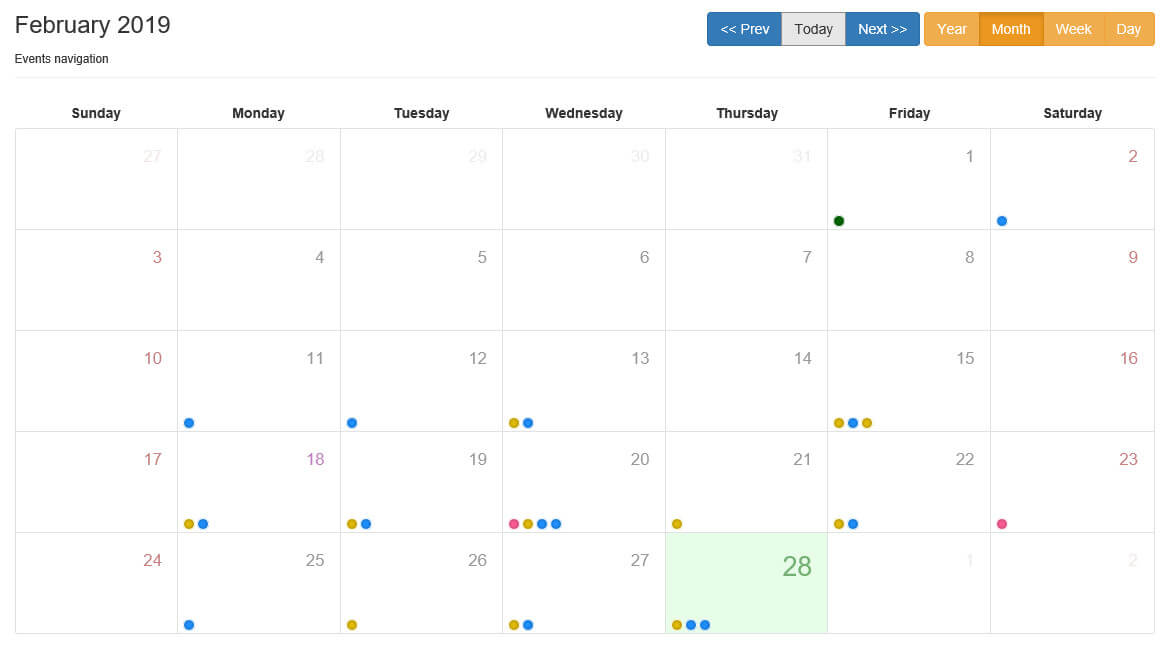 February 2019
<< Prev Today Next >> Year Month Week Day
Events navigation
Sunday Monday Tuesday Wednesday Thursday Friday Saturday
27 28 29 30 31 1 2
3 4 5 6 7 8 9
10 11 12 13 14 15 16
17 18 19 20 21 22 23
24 25 26 27 28 1 2